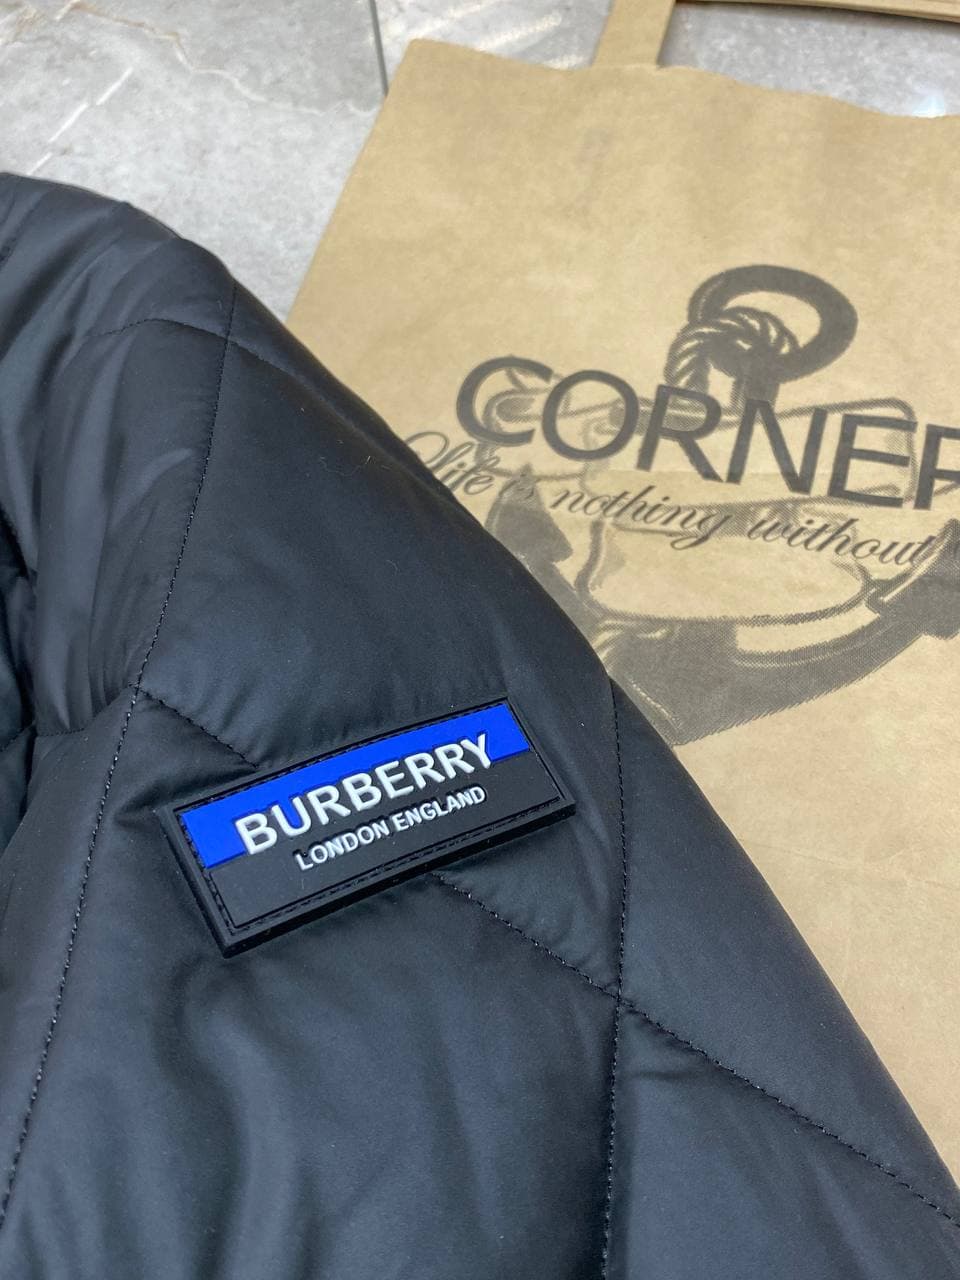 CORNER
life is nothing without
BURBERRY
LONDON ENGLAND